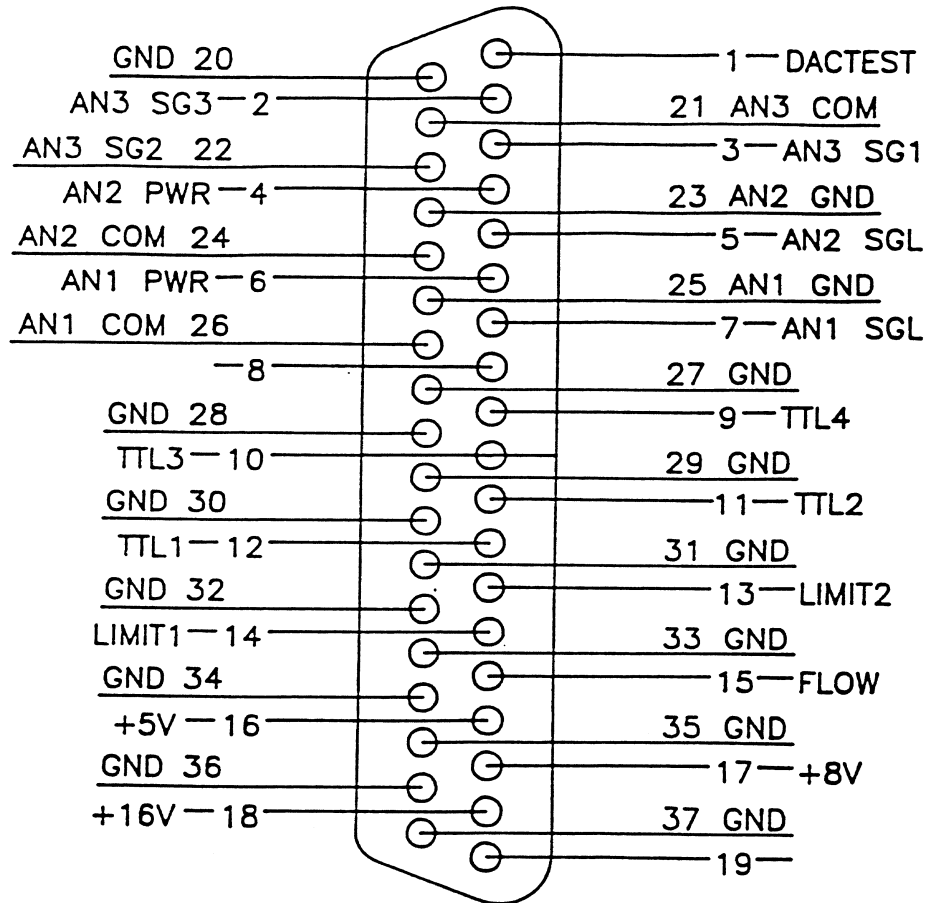 1 — DACTEST
GND 20
AN3 SG3 — 2
21 AN3 COM
AN3 SG2 22
3 — AN3 SG1
AN2 PWR — 4
23 AN2 GND
AN2 COM 24
5 — AN2 SGL
AN1 PWR — 6
25 AN1 GND
AN1 COM 26
7 — AN1 SGL
— 8
27 GND
GND 28
9 — TTL4
TTL3 — 10
29 GND
GND 30
11 — TTL2
TTL1 — 12
31 GND
GND 32
13 — LIMIT2
LIMIT1 — 14
33 GND
GND 34
15 — FLOW
+5V — 16
35 GND
GND 36
17 — +8V
+16V — 18
37 GND
19 —